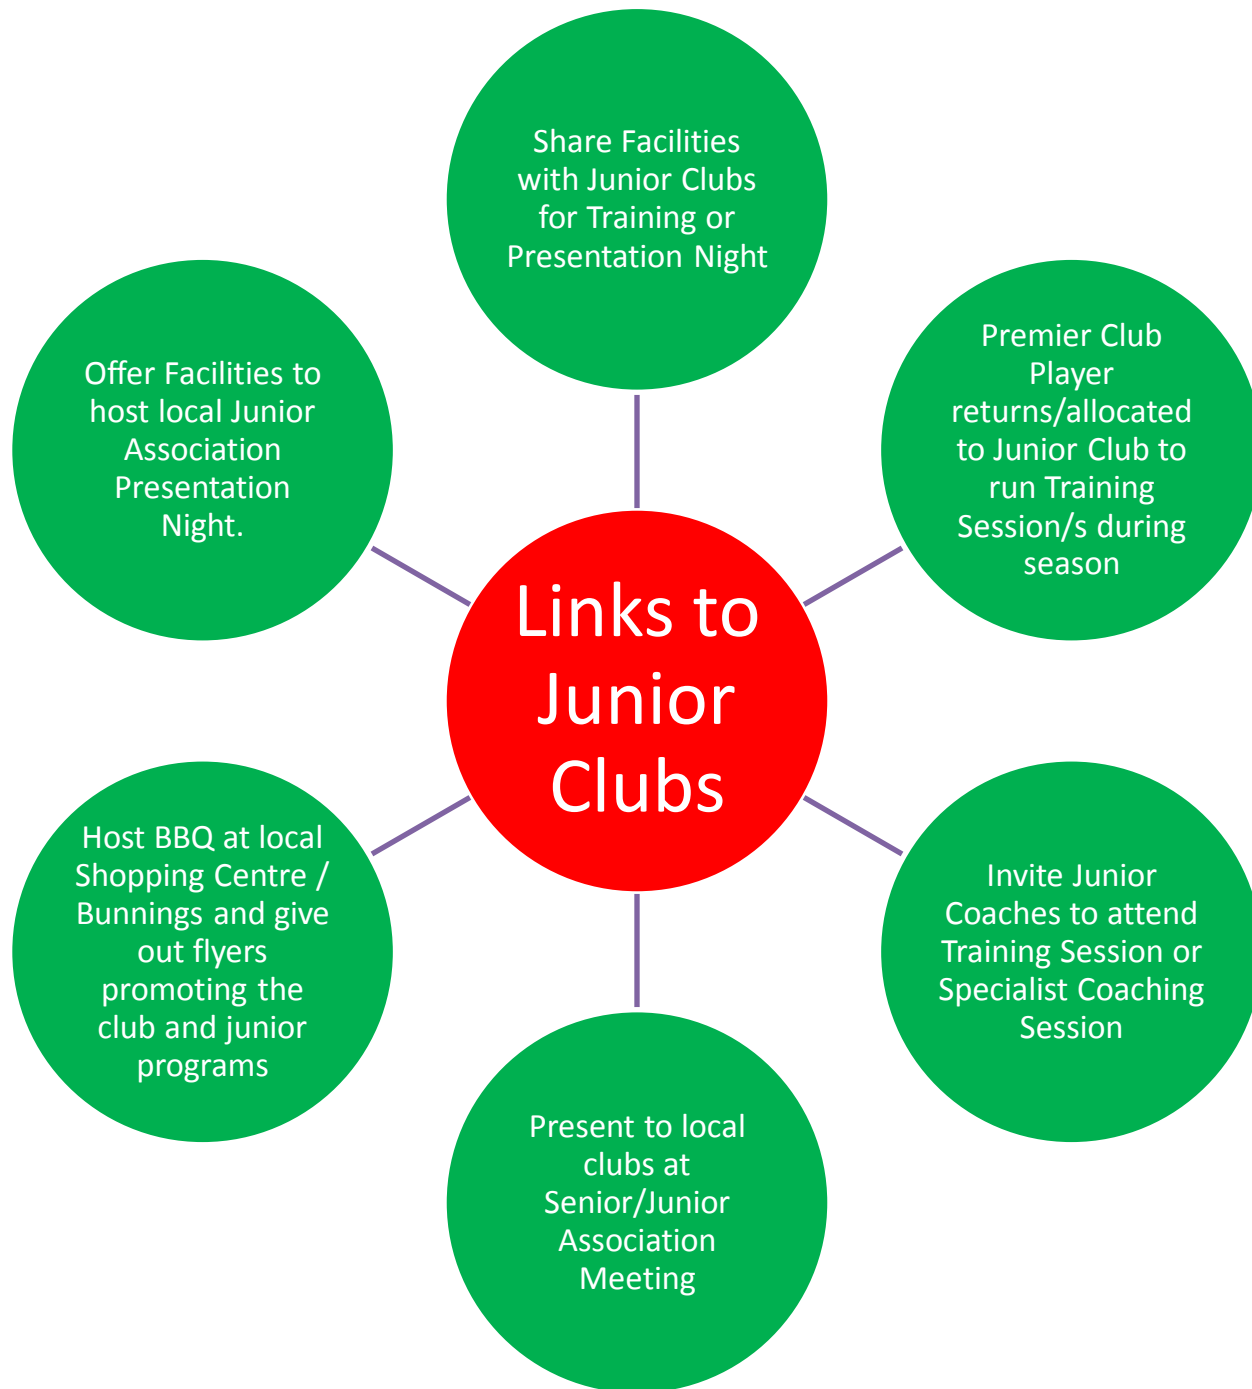 Share Facilities
with Junior Clubs
for Training or
Presentation Night
Premier Club
Player
returns/allocated
to Junior Club to
run Training
Session/s during
season
Invite Junior
Coaches to attend
Training Session or
Specialist Coaching
Session
Present to local
clubs at
Senior/Junior
Association
Meeting
Host BBQ at local
Shopping Centre /
Bunnings and give
out flyers
promoting the
club and junior
programs
Offer Facilities to
host local Junior
Association
Presentation
Night.
Links to
Junior
Clubs